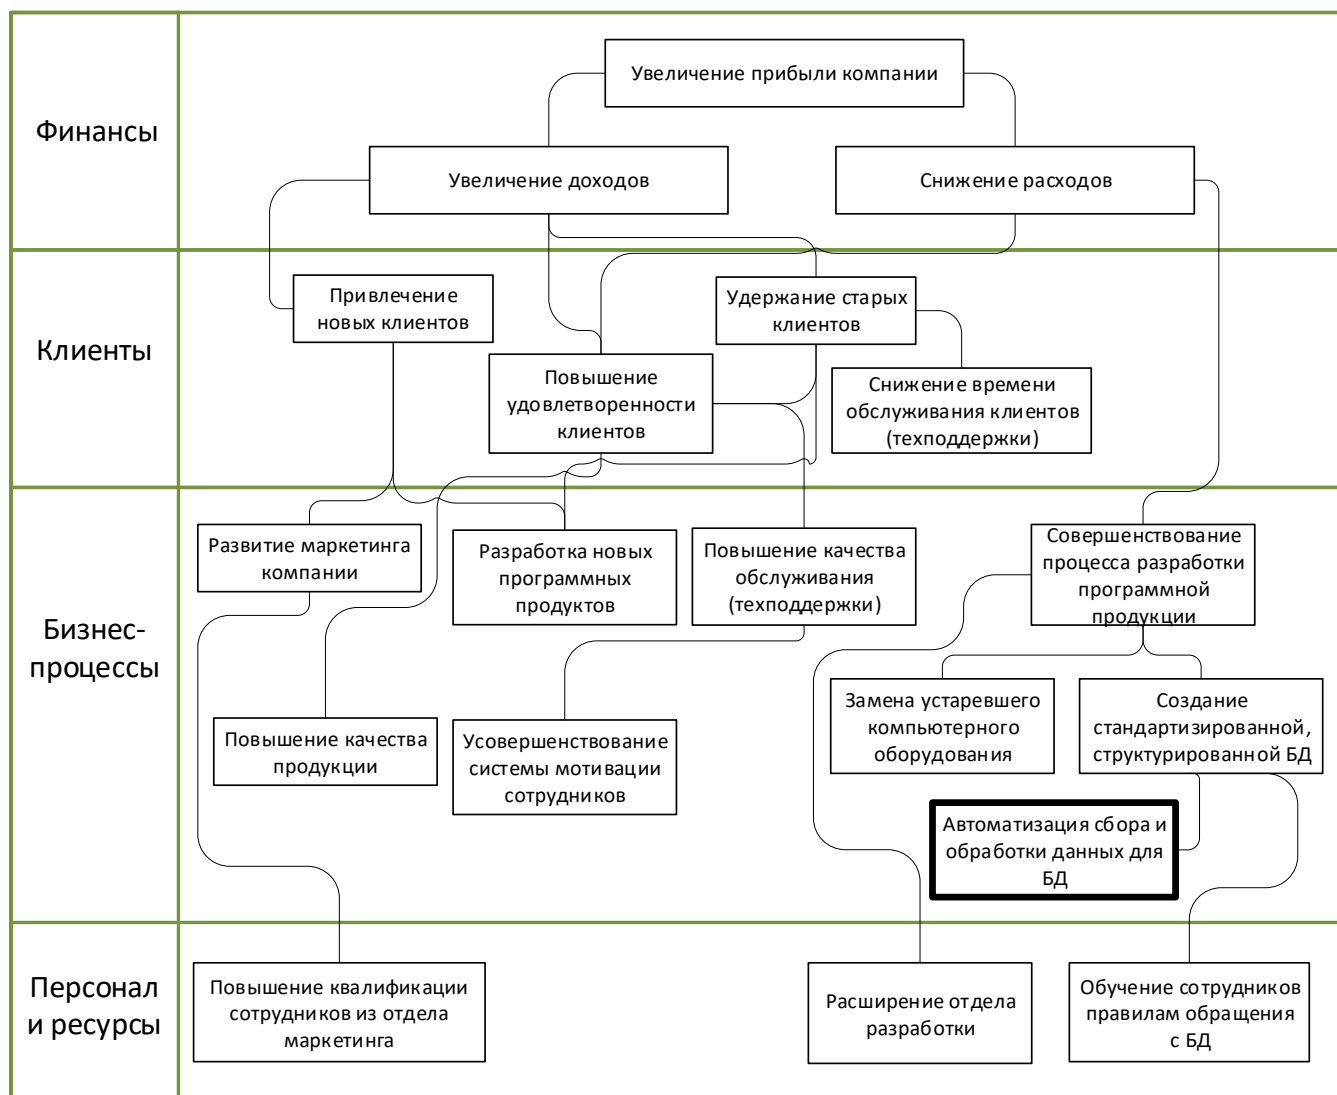 Финансы
Увеличение прибыли компании
Увеличение доходов
Снижение расходов
Клиенты
Привлечение
новых клиентов
Удержание старых
клиентов
Повышение
удовлетворенности
клиентов
Снижение времени
обслуживания клиентов
(техподдержки)
Бизнес-
процессы
Развитие маркетинга
компании
Разработка новых
программных
продуктов
Повышение качества
обслуживания
(техподдержки)
Совершенствование
процесса разработки
программной
продукции
Повышение качества
продукции
Усовершенствование
системы мотивации
сотрудников
Замена устаревшего
компьютерного
оборудования
Создание
стандартизированной,
структурированной БД
Автоматизация сбора и
обработки данных для
БД
Персонал
и ресурсы
Повышение квалификации
сотрудников из отдела
маркетинга
Расширение отдела
разработки
Обучение сотрудников
правилам обращения
с БД